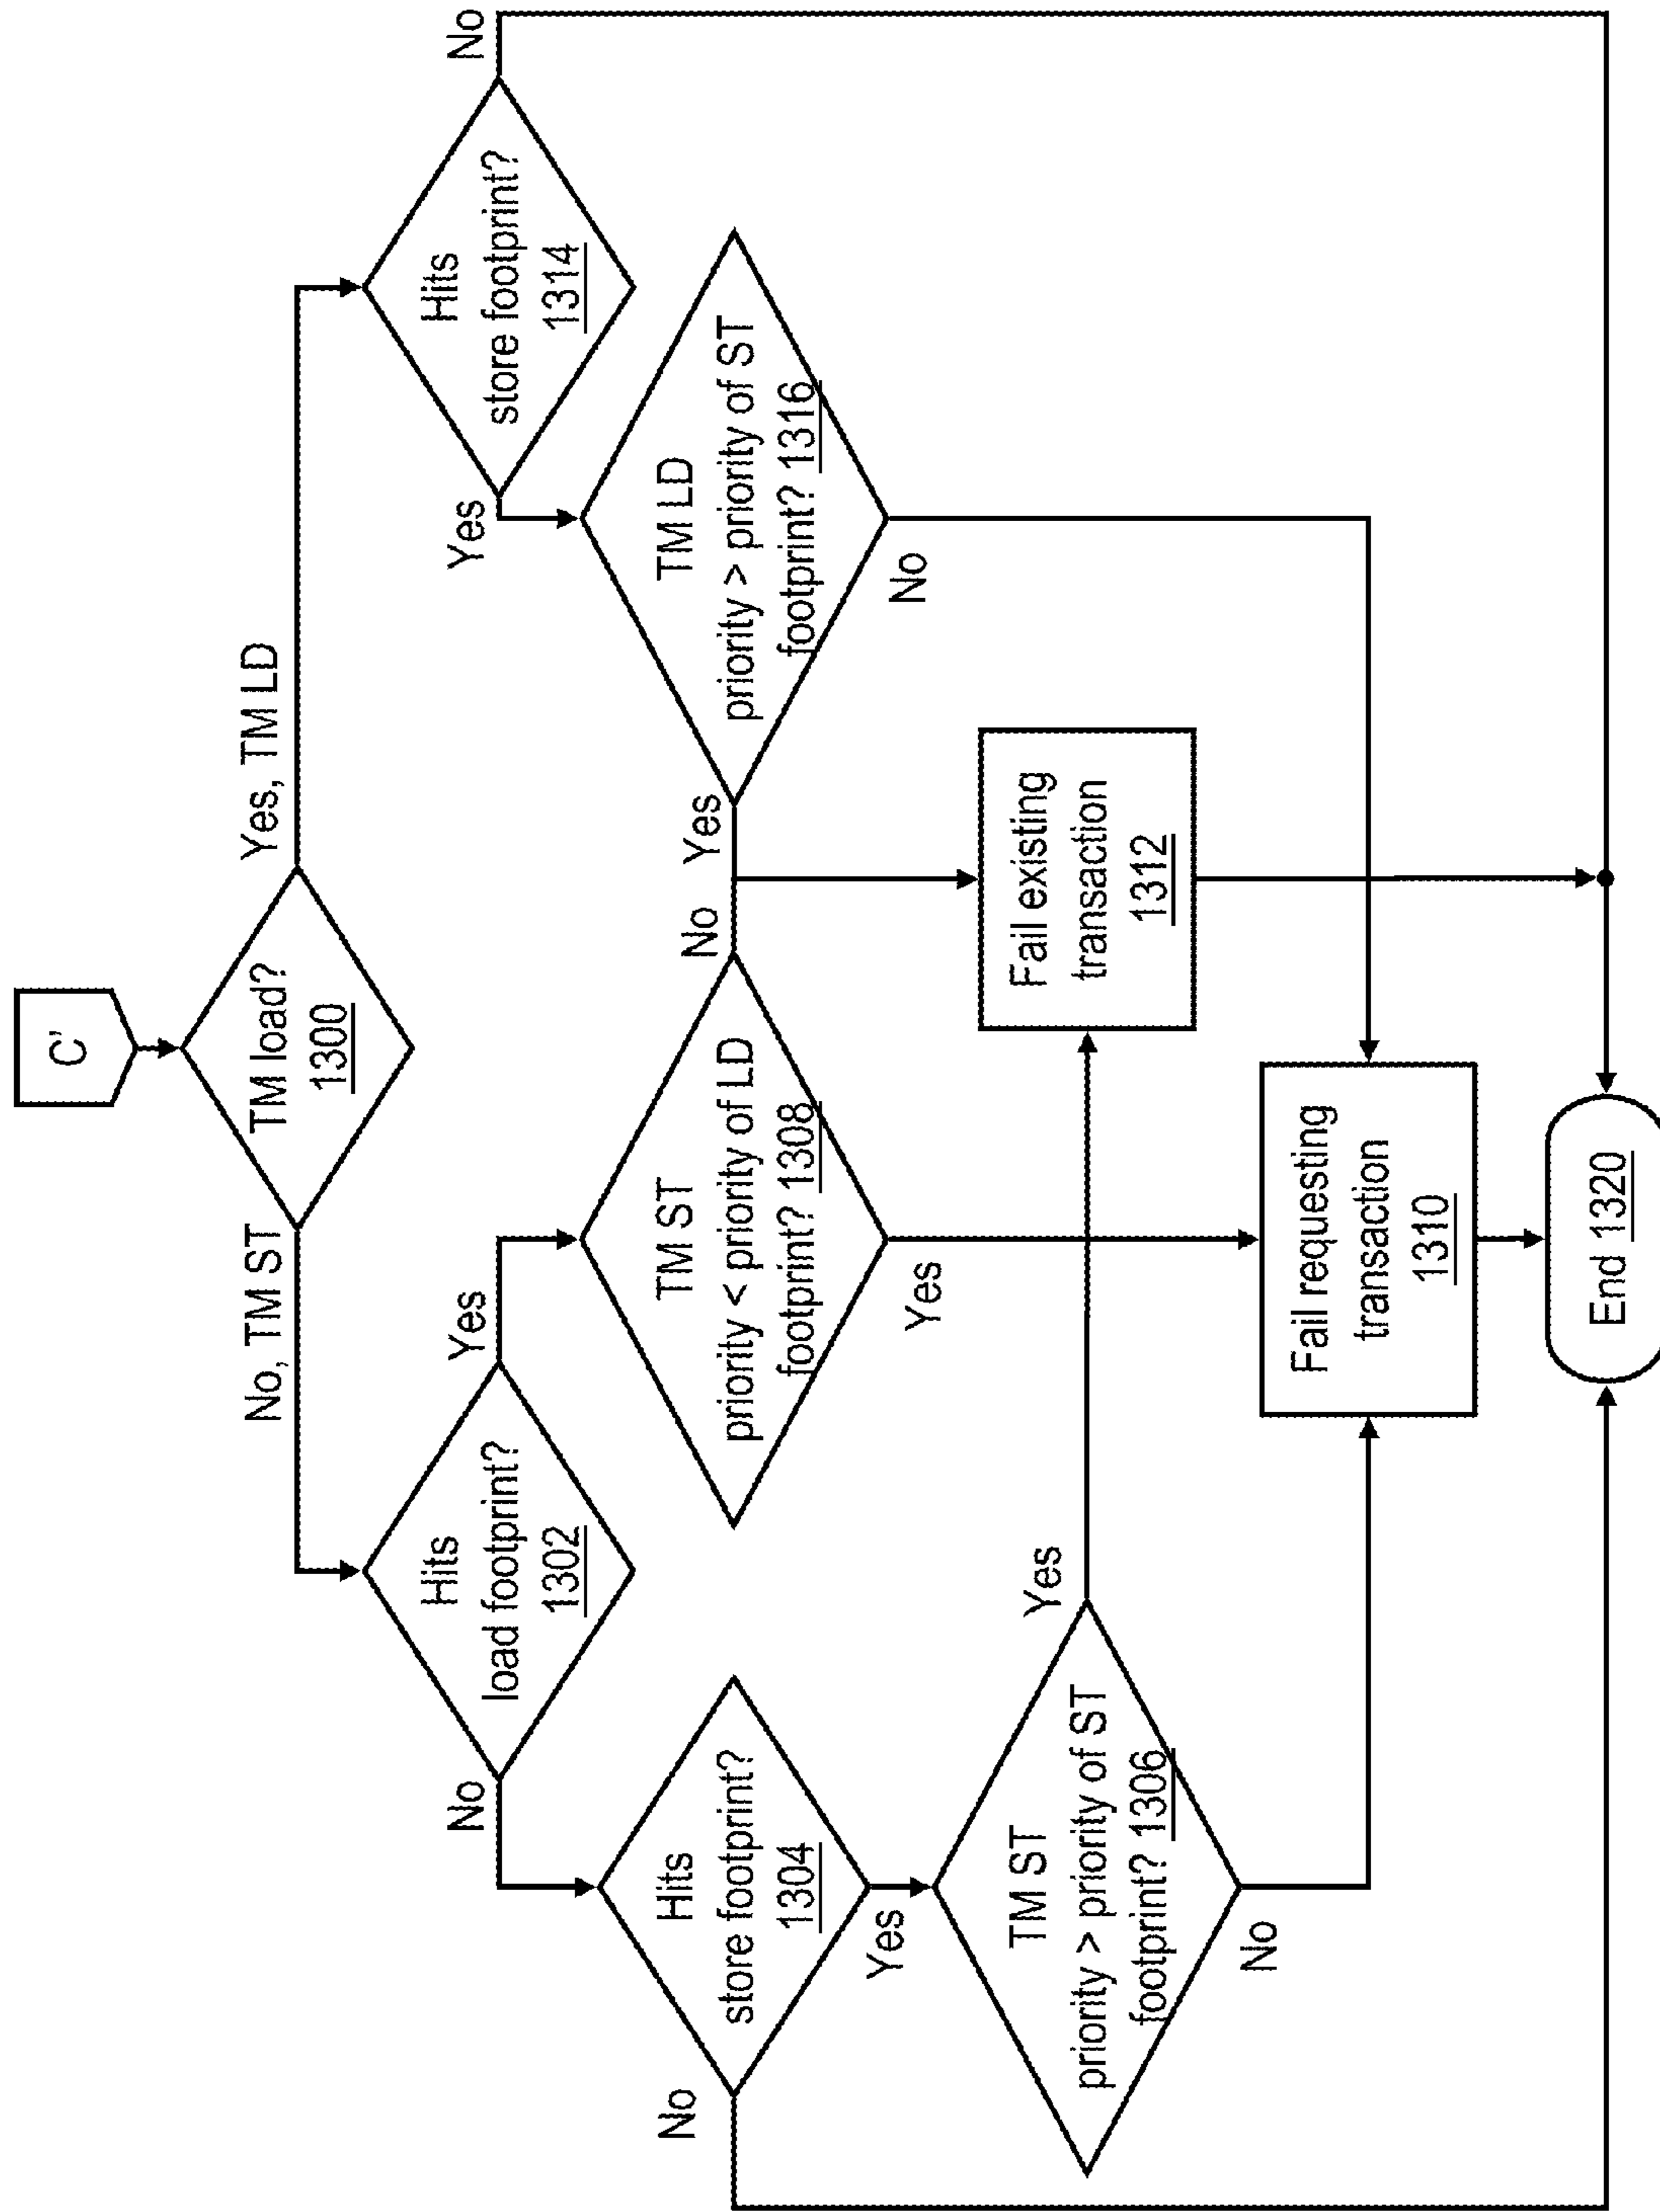 C'
TM load?
1300
No, TM ST
Yes, TM LD
Hits
load footprint?
1302
No
Yes
Hits
store footprint?
1314
Yes
No
Hits
store footprint?
1304
No
Yes
TM ST
priority < priority of LD
footprint? 1308
No
Yes
TM LD
priority > priority of ST
footprint? 1316
Yes
No
TM ST
priority > priority of ST
footprint? 1306
Yes
No
Fail existing
transaction
1312
Fail requesting
transaction
1310
End 1320